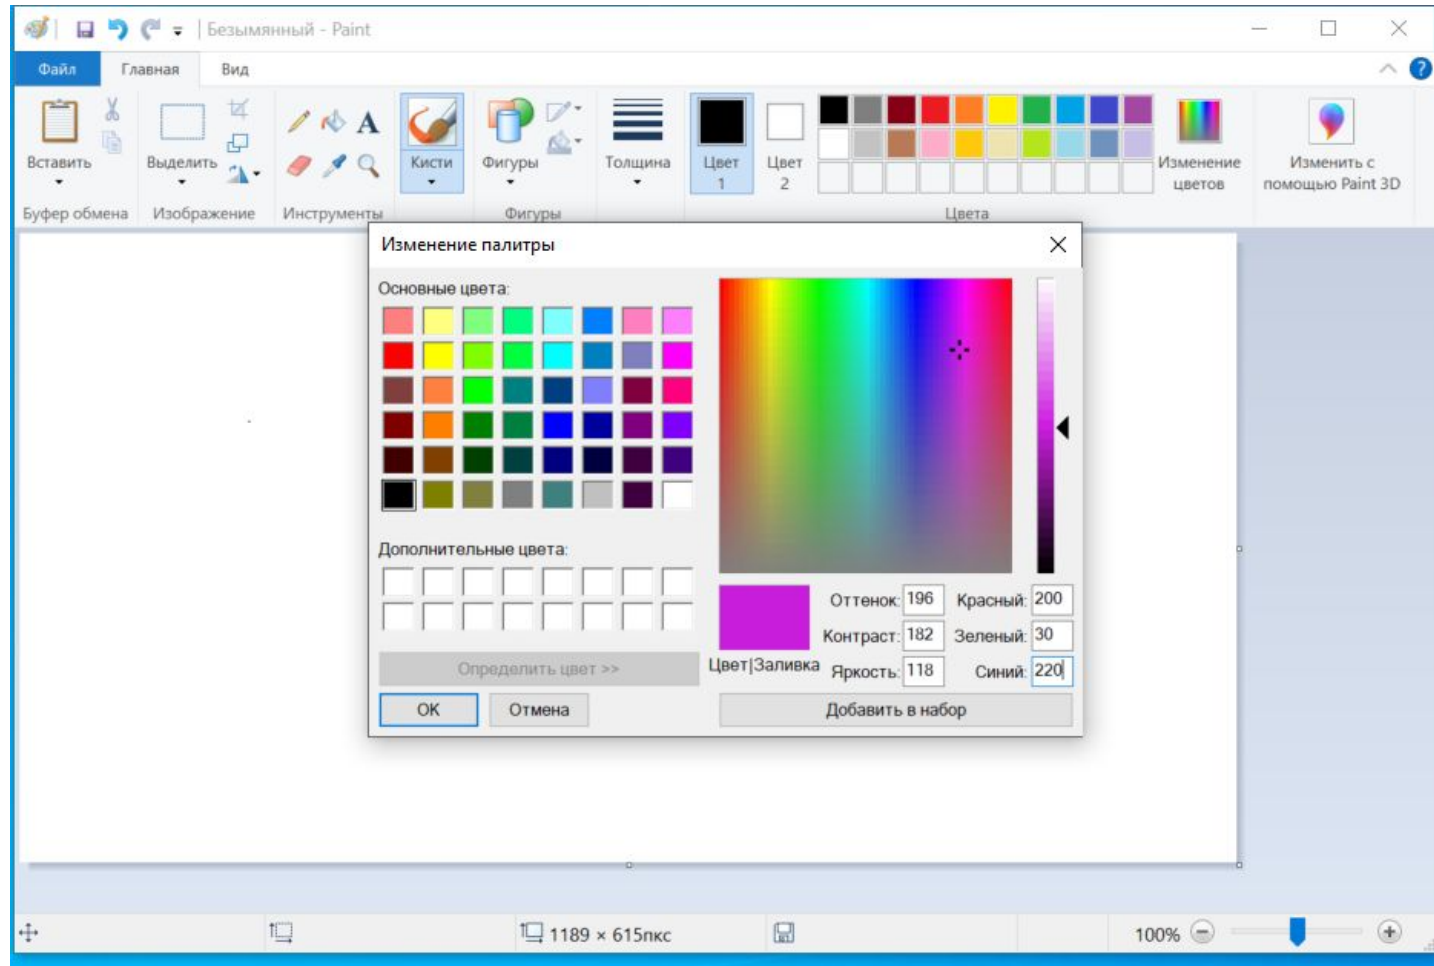 Безымянный - Paint
Файл Главная Вид
?
Вставить
Выделить
A
Кисти
Фигуры
Толщина
Цвет 1
Цвет 2
Изменение цветов
Изменить с помощью Paint 3D
Буфер обмена Изображение Инструменты Фигуры Цвета
Изменение палитры
Основные цвета:
Дополнительные цвета:
Определить цвет >>
OK Отмена
Цвет|Заливка
Оттенок: 196 Красный: 200
Контраст: 182 Зеленый: 30
Яркость: 118 Синий: 220
Добавить в набор
1189 × 615пкс
100%